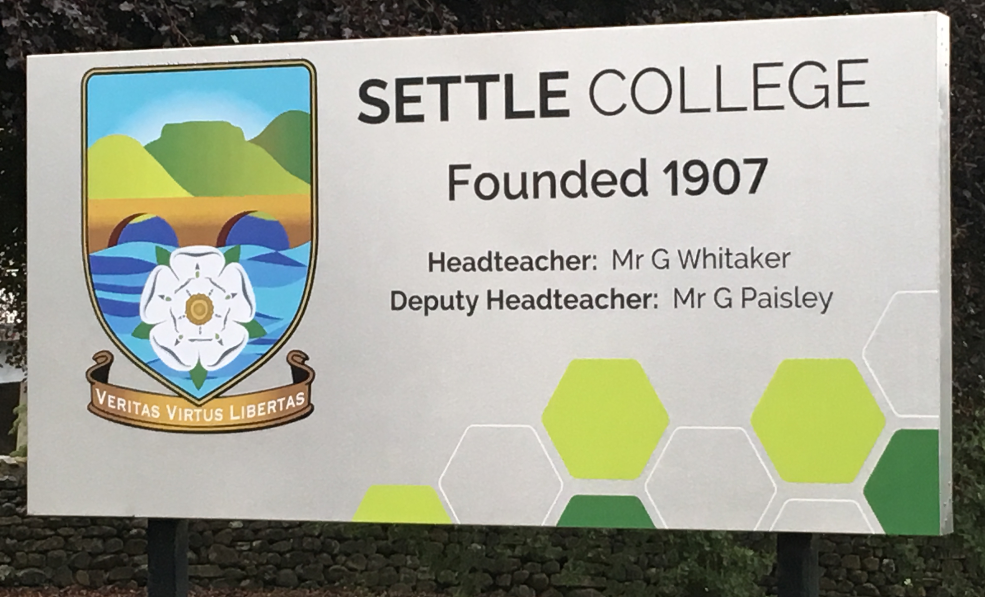 SETTLE COLLEGE
Founded 1907
Headteacher: Mr G Whitaker
Deputy Headteacher: Mr G Paisley
VERITAS VIRTUS LIBERTAS